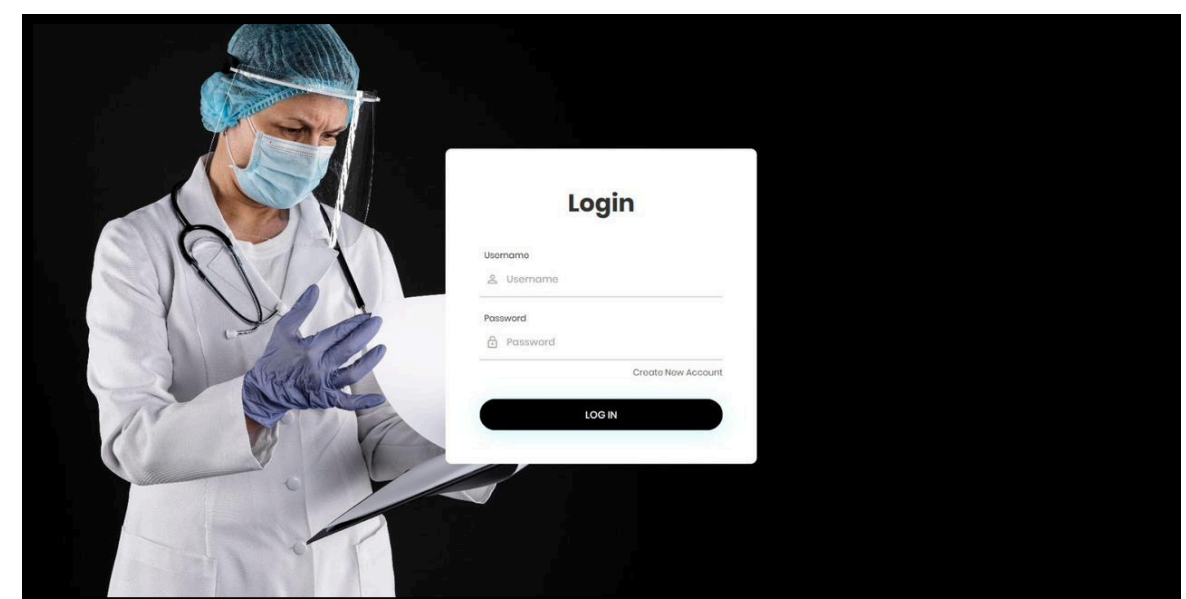 Login
Username
Username
Password
Password
Create New Account
LOG IN